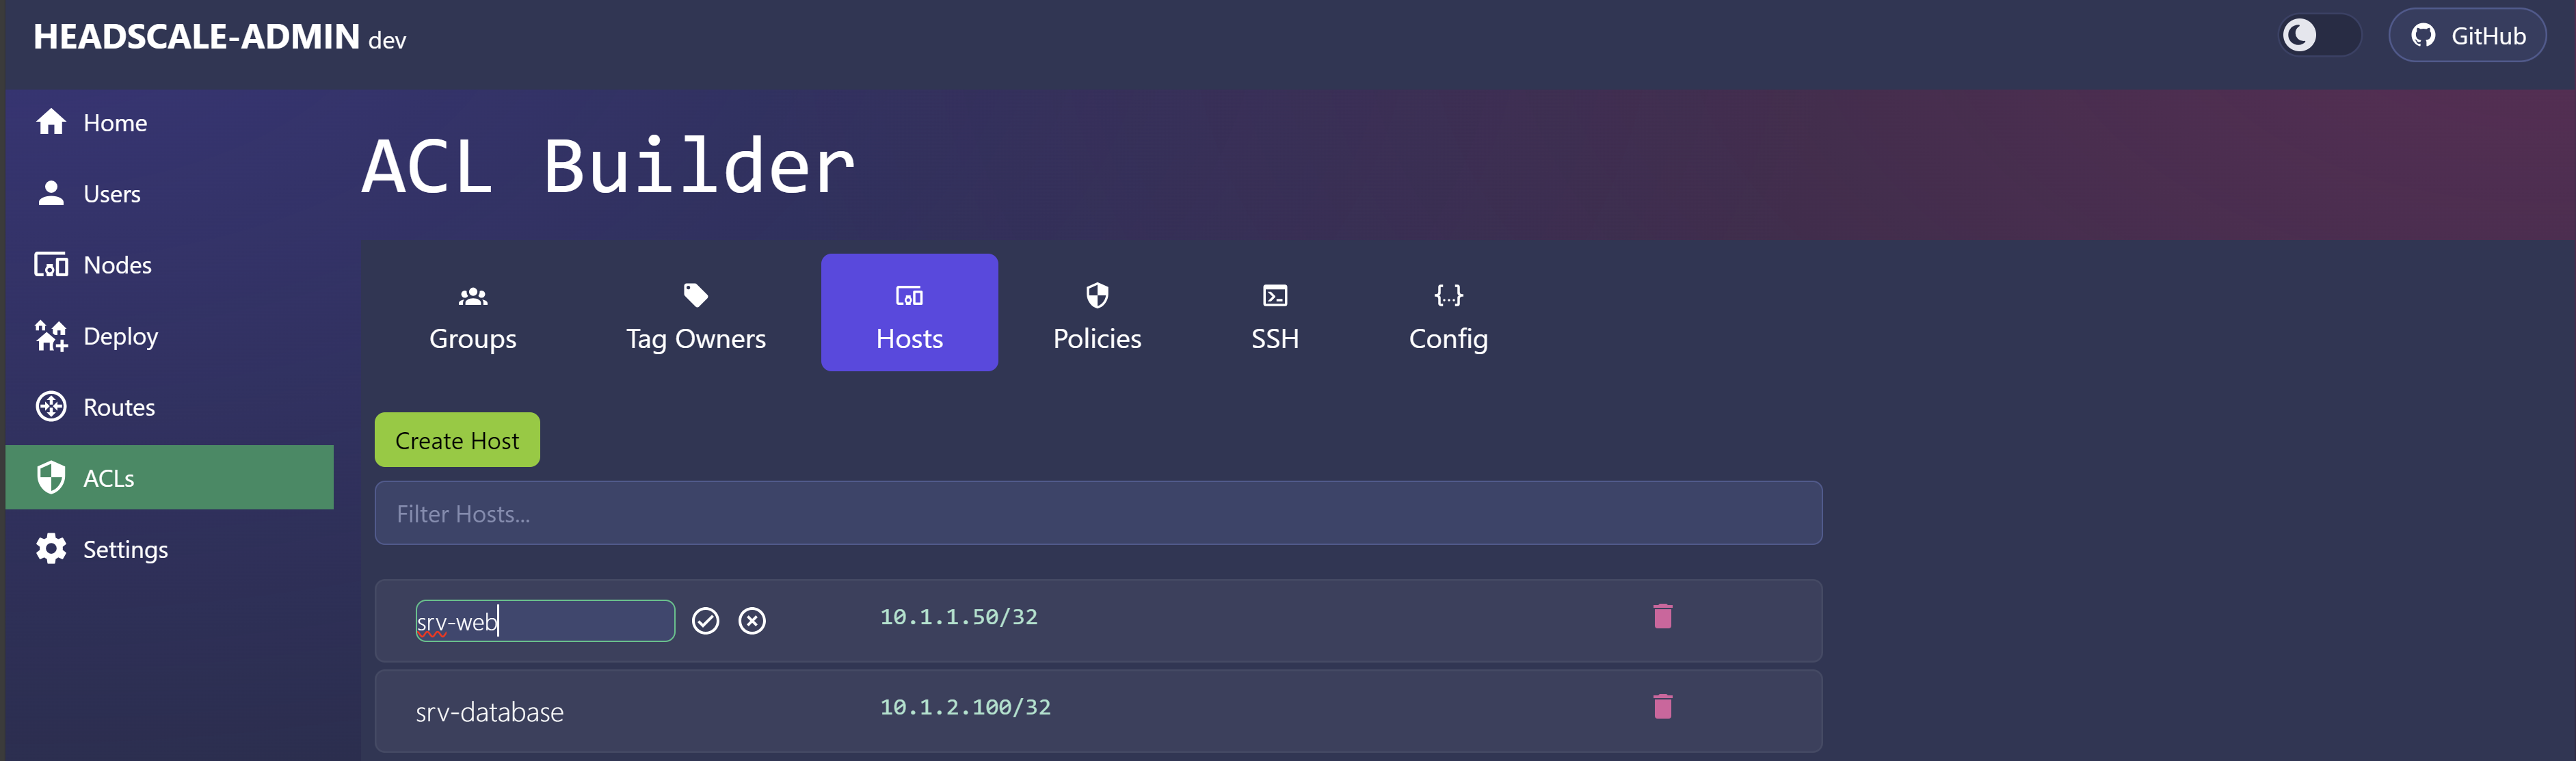 HEADSCALE-ADMIN dev
GitHub
Home
Users
Nodes
Deploy
Routes
ACLs
Settings
ACL Builder
Groups
Tag Owners
Hosts
Policies
SSH
Config
Create Host
Filter Hosts...
srv-web
10.1.1.50/32
srv-database
10.1.2.100/32